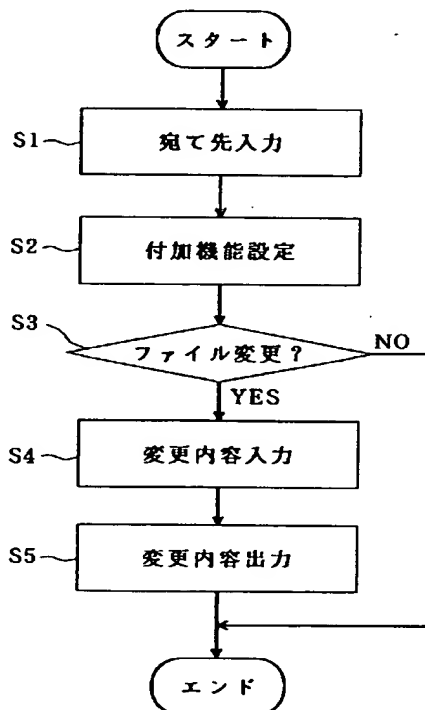 スタート
S1
宛て先入力
S2
付加機能設定
S3
ファイル変更?
NO
YES
S4
変更内容入力
S5
変更内容出力
エンド